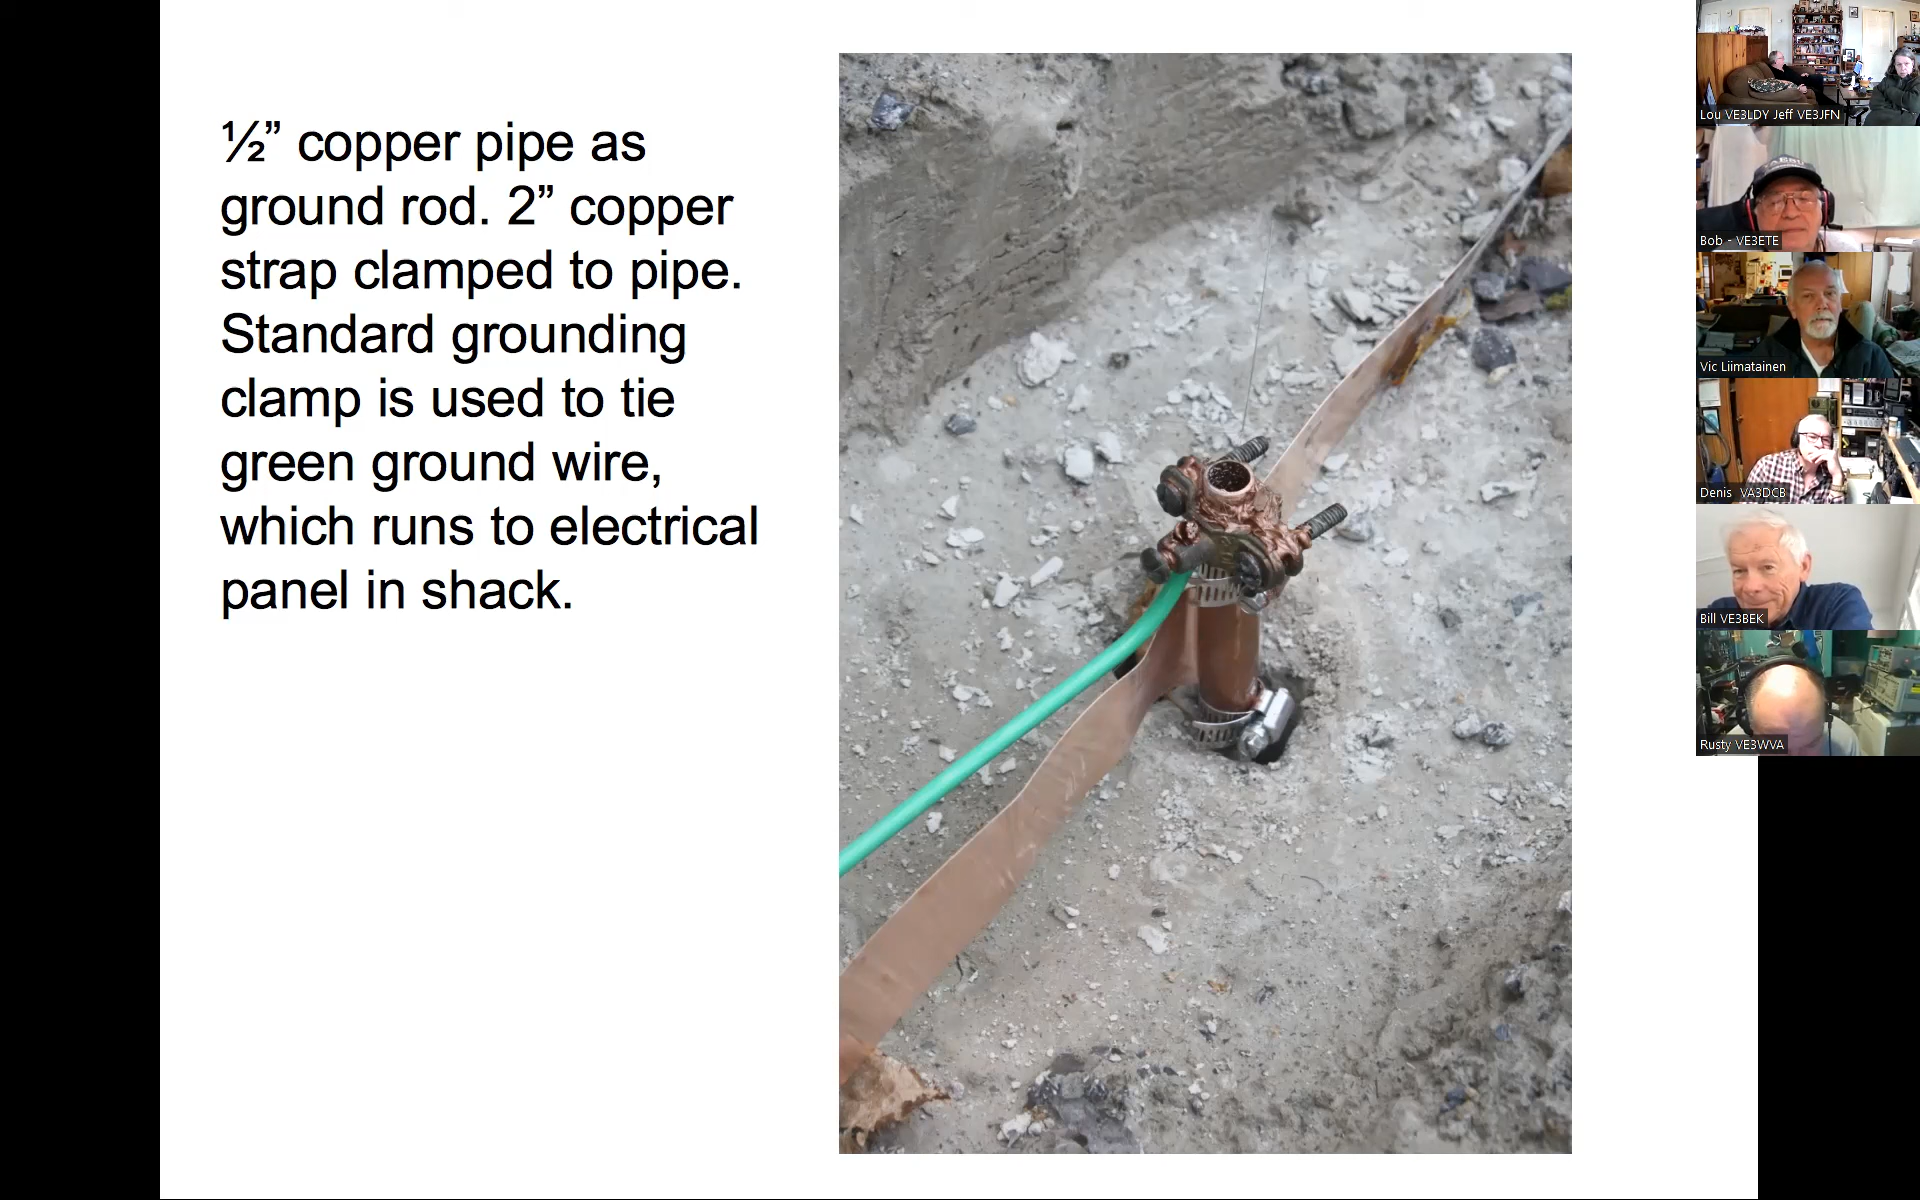 ½” copper pipe as
ground rod. 2” copper
strap clamped to pipe.
Standard grounding
clamp is used to tie
green ground wire,
which runs to electrical
panel in shack.
Lou VE3LDY Jeff VE3JFN
YAESU
Bob - VE3ETE
Vic Liimatainen
Denis VA3DCB
Bill VE3BEK
Rusty VE3WVA